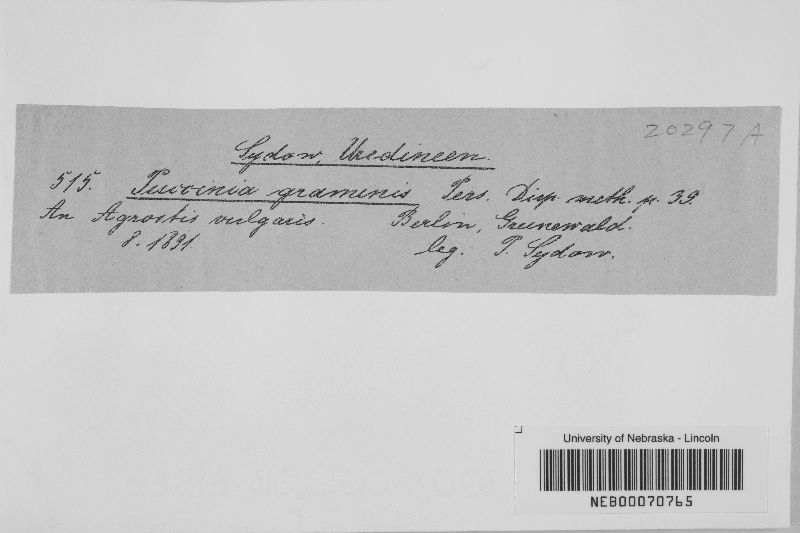 20297A
Sydow, Uredineen.
515. Puccinia graminis Pers. Disp meth. p. 39.
An Agrostis vulgaris. Berlin, Grunewald.
8. 1891. leg. P. Sydow.
University of Nebraska - Lincoln
NEB00070765